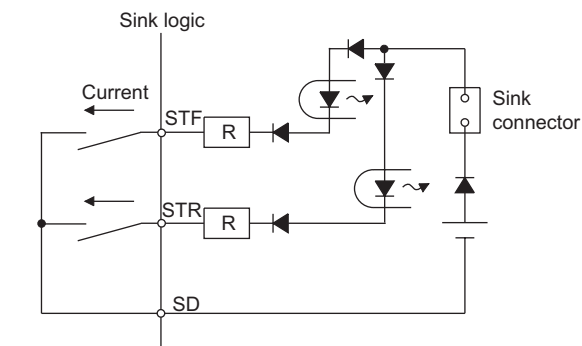 Sink logic
Current
STF
R
Sink
connector
STR
R
SD